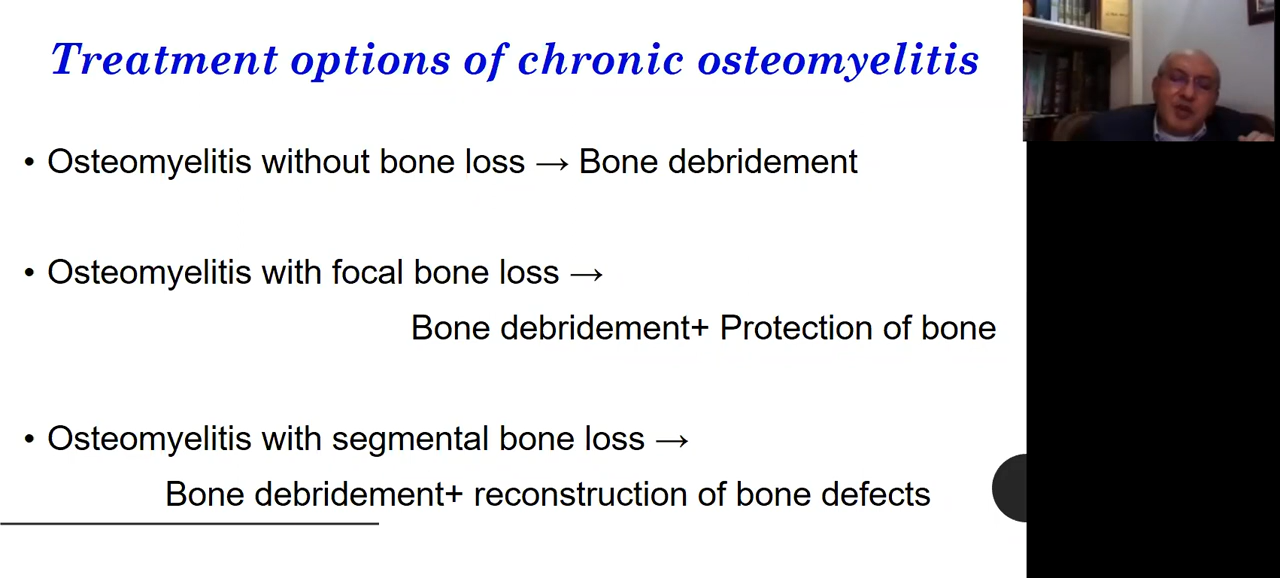 Treatment options of chronic osteomyelitis
• Osteomyelitis without bone loss → Bone debridement
• Osteomyelitis with focal bone loss →
Bone debridement+ Protection of bone
• Osteomyelitis with segmental bone loss →
Bone debridement+ reconstruction of bone defects